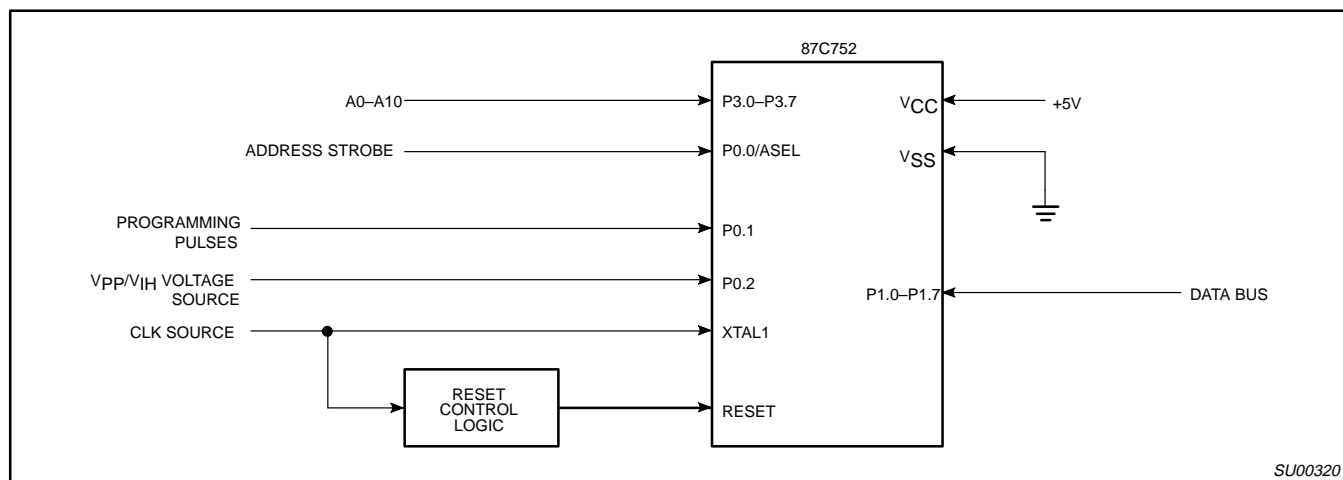 87C752
A0–A10
P3.0–P3.7
VCC
+5V
ADDRESS STROBE
P0.0/ASEL
VSS
PROGRAMMING
PULSES
P0.1
VPP/VIH VOLTAGE
SOURCE
P0.2
P1.0–P1.7
DATA BUS
CLK SOURCE
XTAL1
RESET
CONTROL
LOGIC
RESET
SU00320